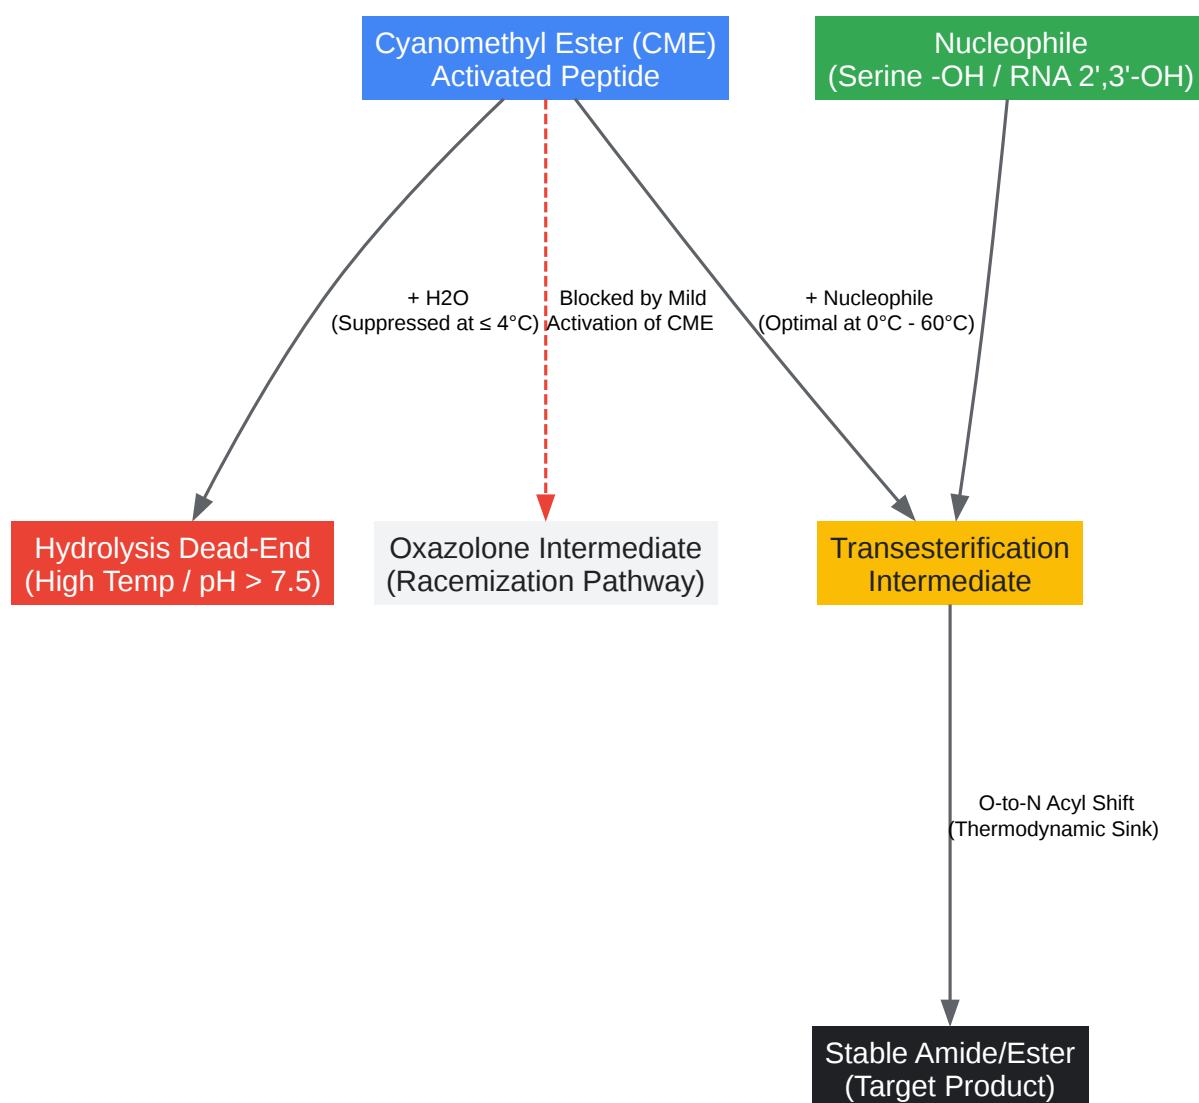 Cyanomethyl Ester (CME)
Activated Peptide
Nucleophile
(Serine -OH / RNA 2',3'-OH)
+ H2O
(Suppressed at ≤ 4°C)
Blocked by Mild
Activation of CME
+ Nucleophile
(Optimal at 0°C - 60°C)
Hydrolysis Dead-End
(High Temp / pH > 7.5)
Oxazolone Intermediate
(Racemization Pathway)
Transesterification
Intermediate
O-to-N Acyl Shift
(Thermodynamic Sink)
Stable Amide/Ester
(Target Product)